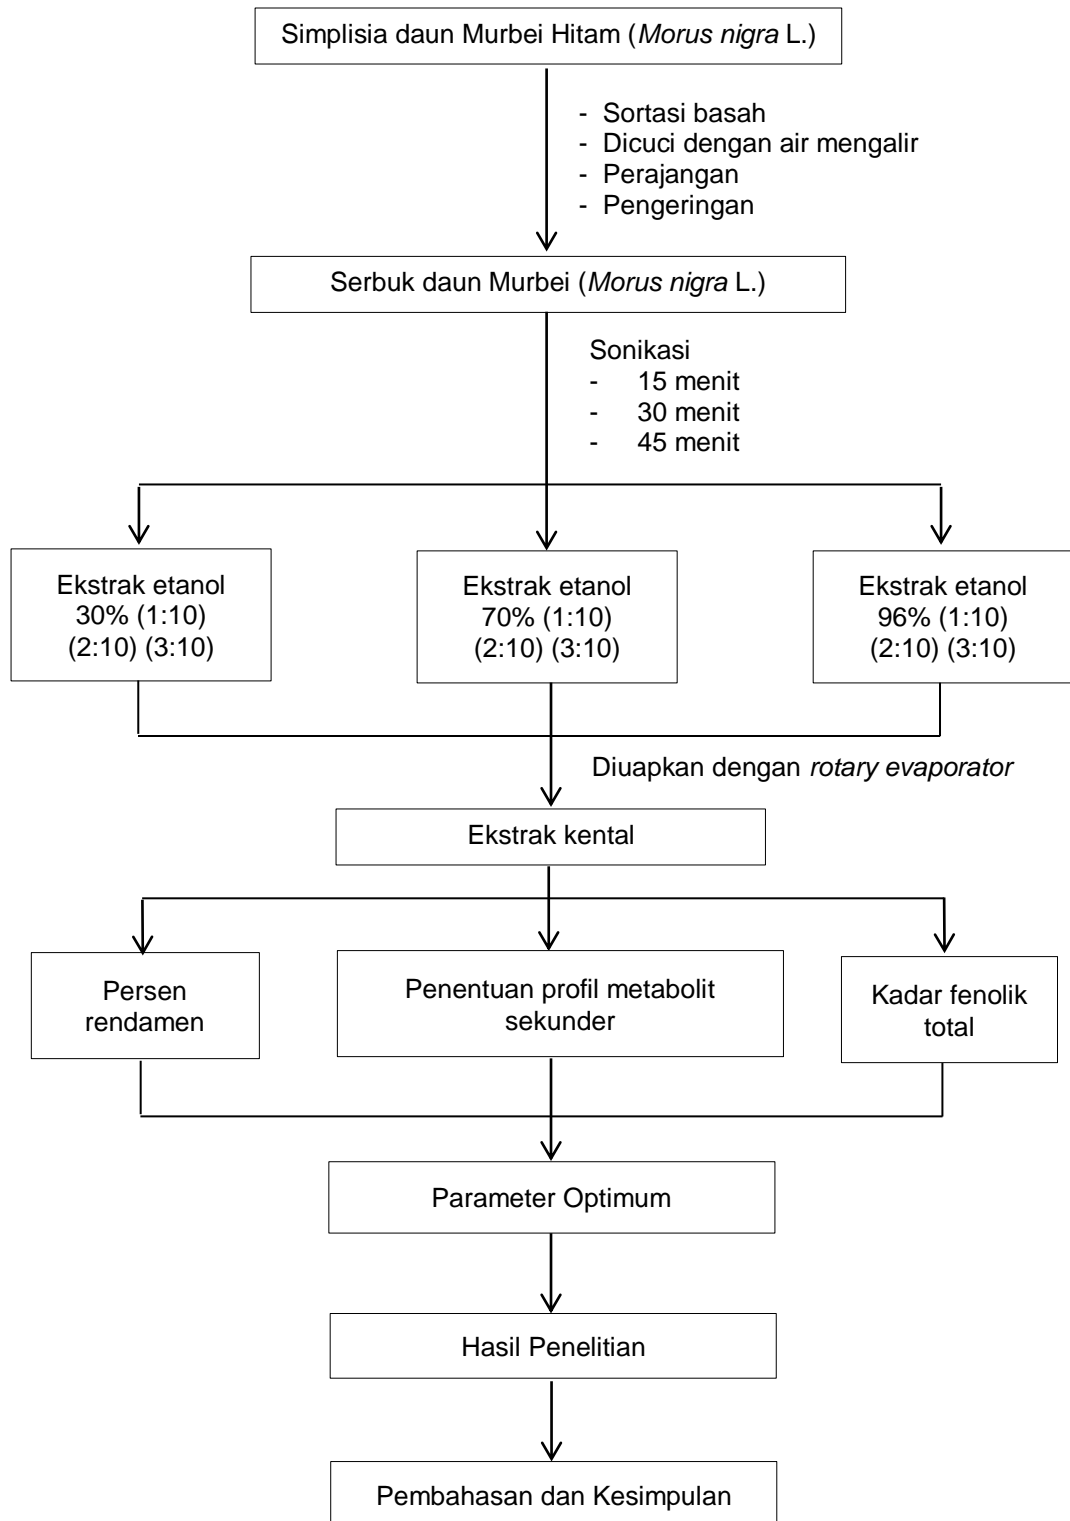 Simplisia daun Murbei Hitam (Morus nigra L.)
- Sortasi basah
- Dicuci dengan air mengalir
- Perajangan
- Pengeringan
Serbuk daun Murbei (Morus nigra L.)
Sonikasi
- 15 menit
- 30 menit
- 45 menit
Ekstrak etanol
30% (1:10)
(2:10) (3:10)
Ekstrak etanol
70% (1:10)
(2:10) (3:10)
Ekstrak etanol
96% (1:10)
(2:10) (3:10)
Diuapkan dengan rotary evaporator
Ekstrak kental
Persen
rendamen
Penentuan profil metabolit
sekunder
Kadar fenolik
total
Parameter Optimum
Hasil Penelitian
Pembahasan dan Kesimpulan